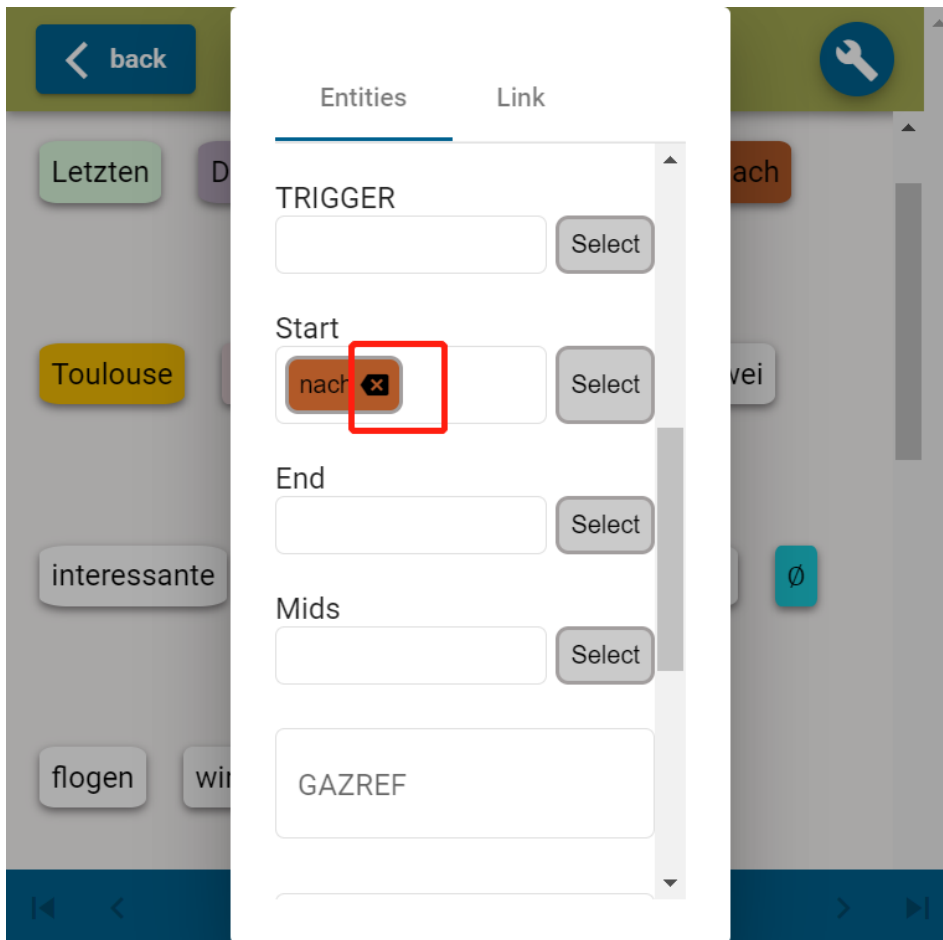 back
Entities Link
Letzten D ach
TRIGGER
Select
Start
Toulouse nach Select wei
End
Select
interessante Ø
Mids
Select
flogen wir
GAZREF